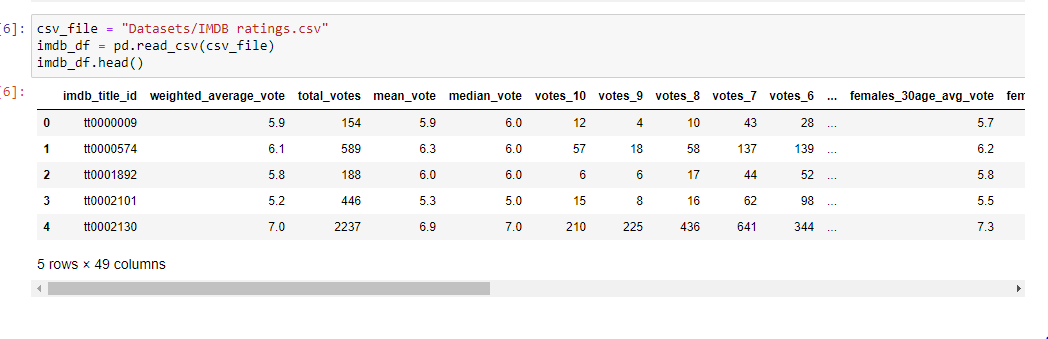 [6]: csv_file = "Datasets/IMDB ratings.csv"
imdb_df = pd.read_csv(csv_file)
imdb_df.head()
[6]: imdb_title_id weighted_average_vote total_votes mean_vote median_vote votes_10 votes_9 votes_8 votes_7 votes_6 ... females_30age_avg_vote fem
0 tt0000009 5.9 154 5.9 6.0 12 4 10 43 28 ... 5.7
1 tt0000574 6.1 589 6.3 6.0 57 18 58 137 139 ... 6.2
2 tt0001892 5.8 188 6.0 6.0 6 6 17 44 52 ... 5.8
3 tt0002101 5.2 446 5.3 5.0 15 8 16 62 98 ... 5.5
4 tt0002130 7.0 2237 6.9 7.0 210 225 436 641 344 ... 7.3
5 rows × 49 columns